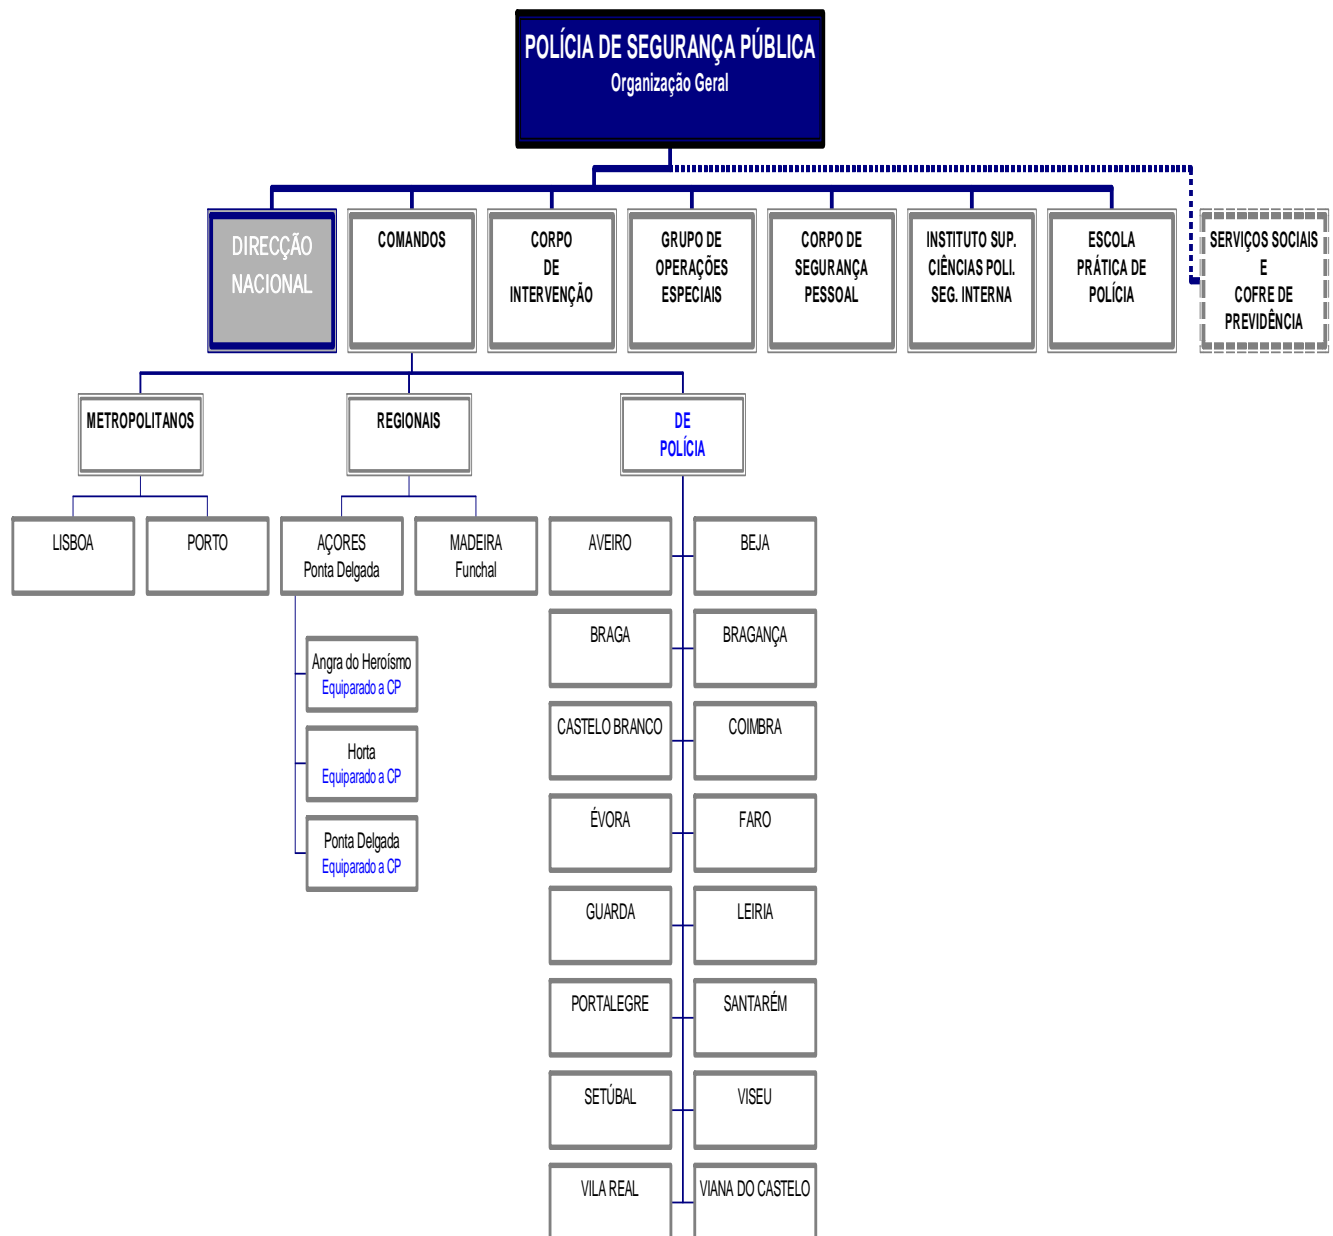 POLÍCIA DE SEGURANÇA PÚBLICA
Organização Geral
DIRECÇÃO
NACIONAL
COMANDOS
CORPO
DE
INTERVENÇÃO
GRUPO DE
OPERAÇÕES
ESPECIAIS
CORPO DE
SEGURANÇA
PESSOAL
INSTITUTO SUP.
CIÊNCIAS POLI.
SEG. INTERNA
ESCOLA
PRÁTICA DE
POLÍCIA
SERVIÇOS SOCIAIS
E
COFRE DE
PREVIDÊNCIA
METROPOLITANOS
REGIONAIS
DE
POLÍCIA
LISBOA
PORTO
AÇORES
Ponta Delgada
MADEIRA
Funchal
AVEIRO
BEJA
Angra do Heroísmo
Equiparado a CP
Horta
Equiparado a CP
Ponta Delgada
Equiparado a CP
BRAGA
BRAGANÇA
CASTELO BRANCO
COIMBRA
ÉVORA
FARO
GUARDA
LEIRIA
PORTALEGRE
SANTARÉM
SETÚBAL
VISEU
VILA REAL
VIANA DO CASTELO